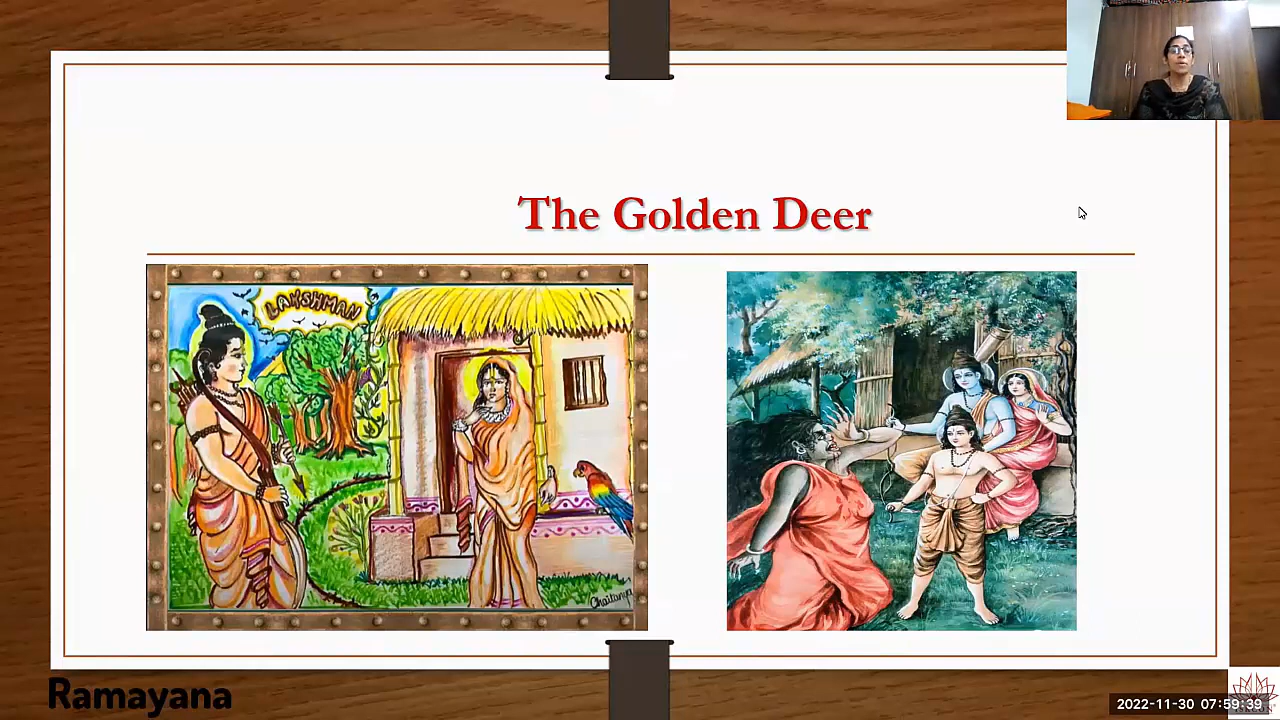 The Golden Deer
LAKSHMAN
Chaitanya
Ramayana
2022-11-30 07:59:39